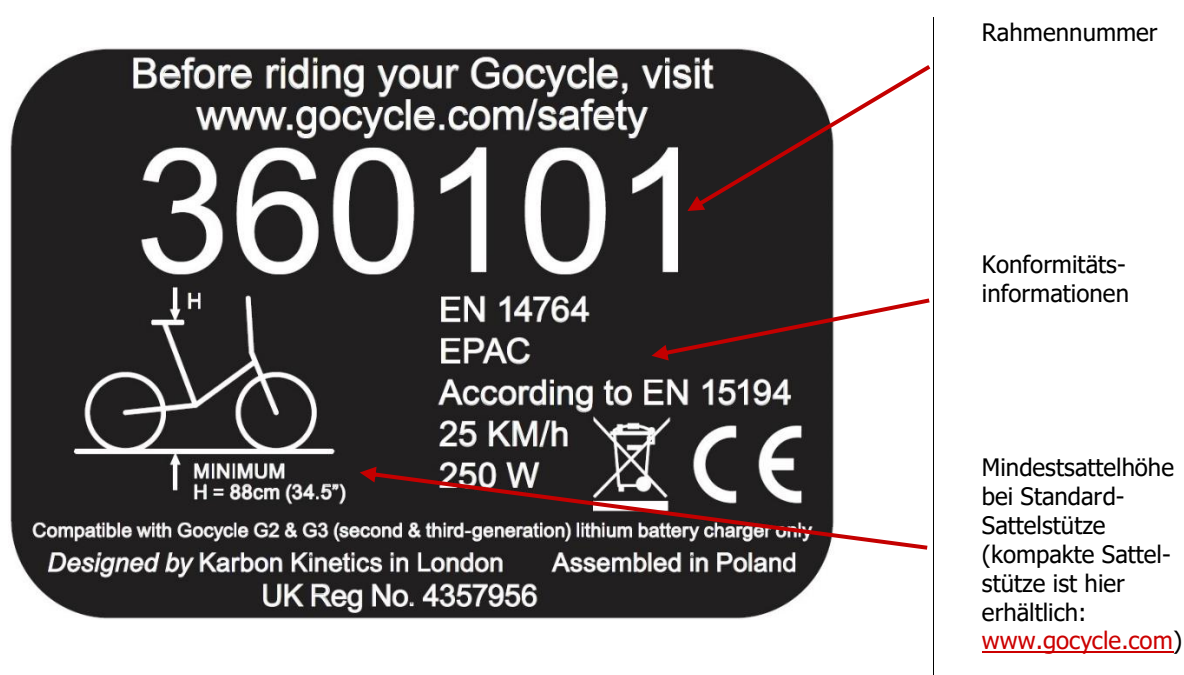 Before riding your Gocycle, visit
www.gocycle.com/safety
360101
H
EN 14764
EPAC
According to EN 15194
25 KM/h
250 W
CE
MINIMUM
H = 88cm (34.5”)
Compatible with Gocycle G2 & G3 (second & third-generation) lithium battery charger only
Designed by Karbon Kinetics in London Assembled in Poland
UK Reg No. 4357956
Rahmennummer
Konformitäts-
informationen
Mindestsattelhöhe
bei Standard-
Sattelstütze
(kompakte Sattel-
stütze ist hier
erhältlich:
www.gocycle.com)